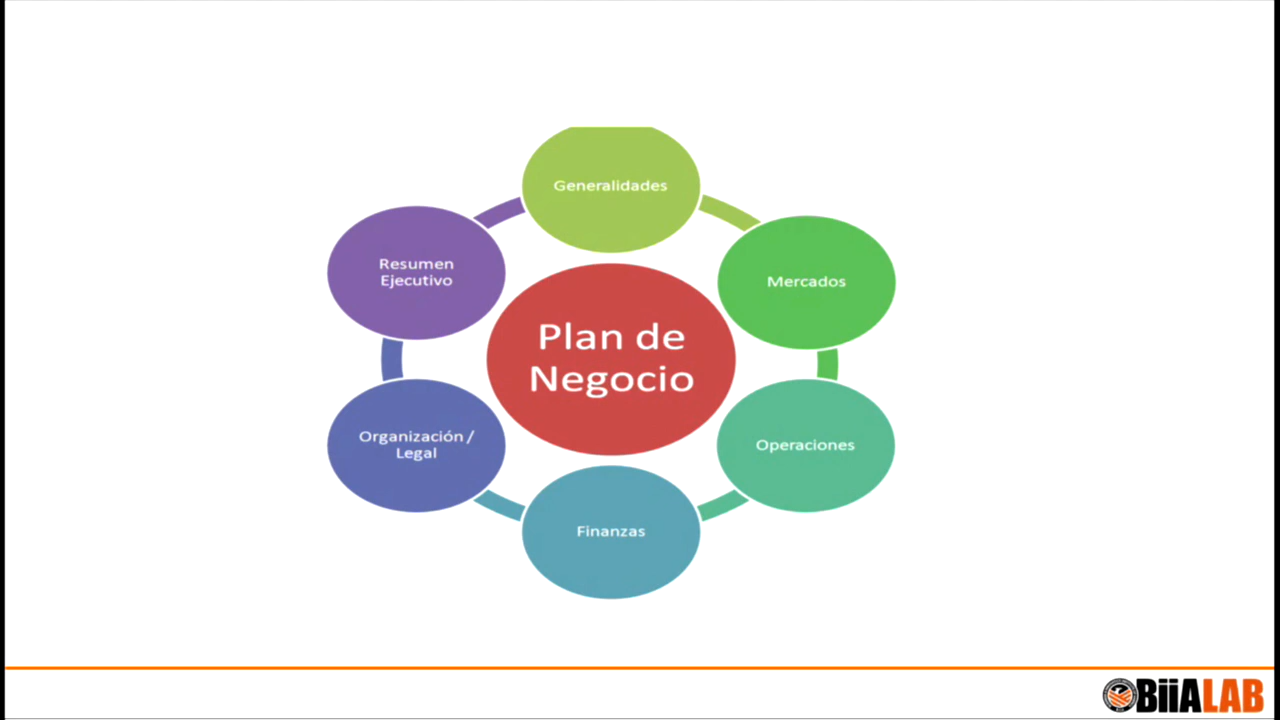 Generalidades
Resumen
Ejecutivo
Mercados
Plan de
Negocio
Organización /
Legal
Operaciones
Finanzas
BiiALAB